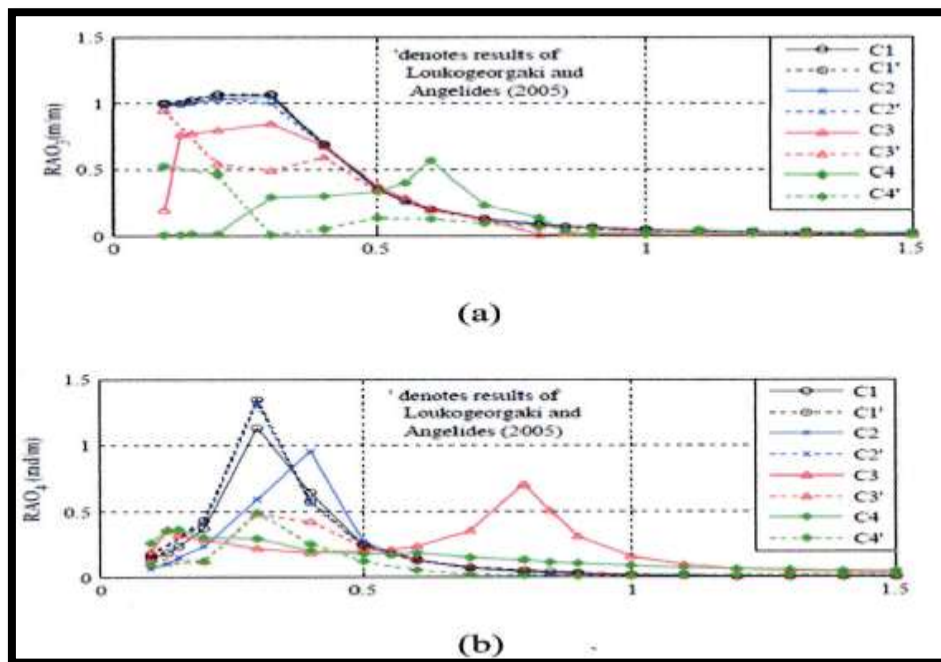 1.5
1
0.5
0
RAO₃(m/m)
'denotes results of
Loukogeorgaki and
Angelides (2005)
C1
C1'
C2
C2'
C3
C3'
C4
C4'
0
0.5
1
1.5
(a)
1.5
1
0.5
0
RAO₄ (rad/m)
' denotes results of
Loukogeorgaki and
Angelides (2005)
C1
C1'
C2
C2'
C3
C3'
C4
C4'
0
0.5
1
1.5
(b)